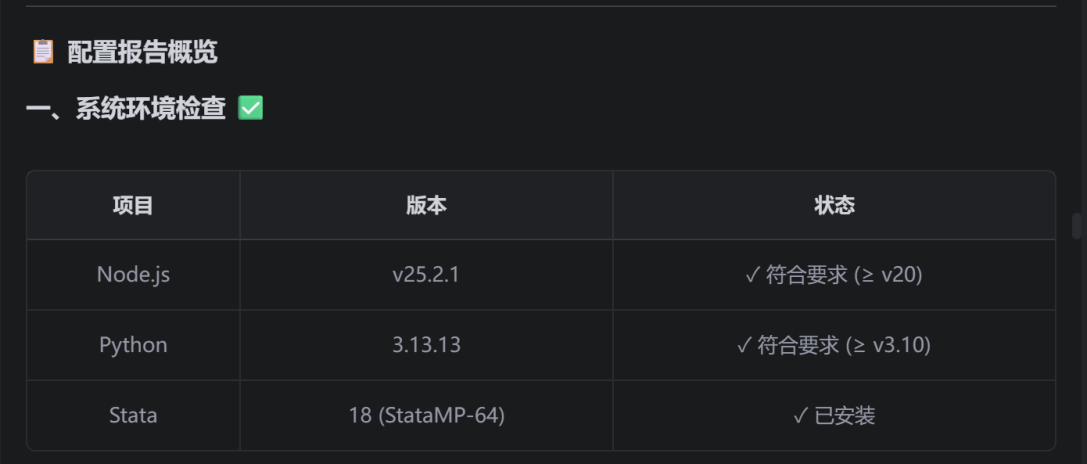 📋 配置报告概览
一、系统环境检查 ✅
项目 版本 状态
Node.js v25.2.1 ✓ 符合要求 (≥ v20)
Python 3.13.13 ✓ 符合要求 (≥ v3.10)
Stata 18 (StataMP-64) ✓ 已安装